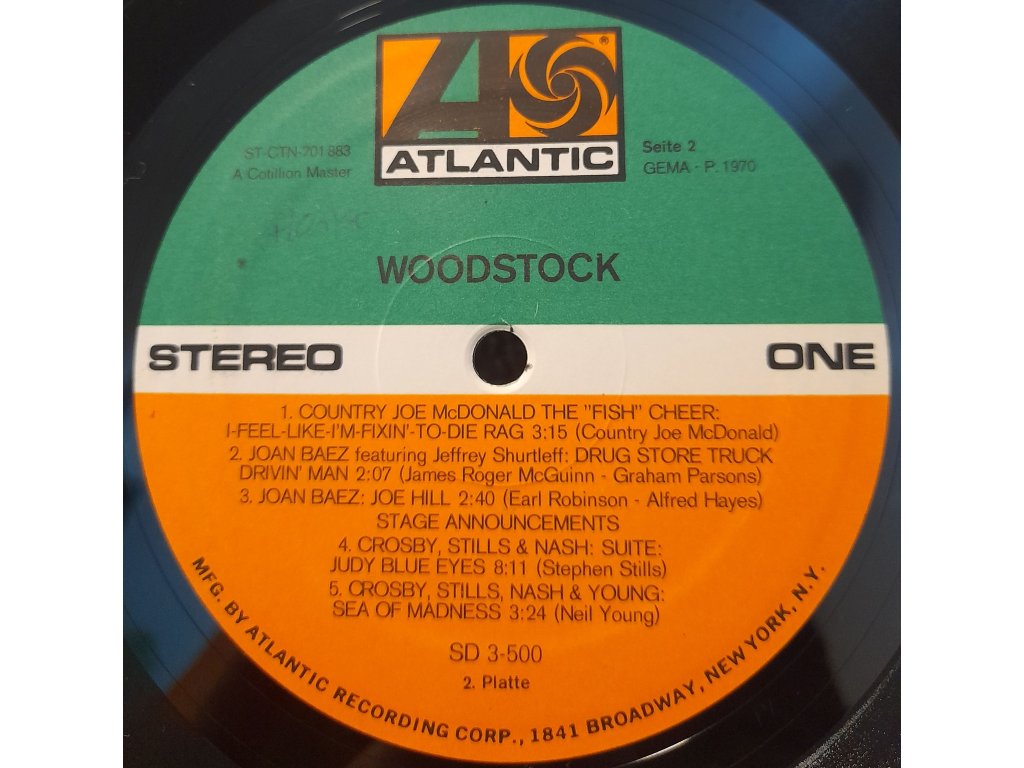 ®
ATLANTIC
ST-CTN-201883
A Cotillion Master
Seite 2
GEMA · P. 1970
WOODSTOCK
STEREO
ONE
1. COUNTRY JOE McDONALD THE "FISH" CHEER:
I-FEEL-LIKE-I'M-FIXIN'-TO-DIE RAG 3:15 (Country Joe McDonald)
2. JOAN BAEZ featuring Jeffrey Shurtleff: DRUG STORE TRUCK
DRIVIN' MAN 2:07 (James Roger McGuinn - Graham Parsons)
3. JOAN BAEZ: JOE HILL 2:40 (Earl Robinson - Alfred Hayes)
STAGE ANNOUNCEMENTS
4. CROSBY, STILLS & NASH: SUITE:
JUDY BLUE EYES 8:11 (Stephen Stills)
5. CROSBY, STILLS, NASH & YOUNG:
SEA OF MADNESS 3:24 (Neil Young)
SD 3-500
2. Platte
MFG. BY ATLANTIC RECORDING CORP., 1841 BROADWAY, NEW YORK, N.Y.